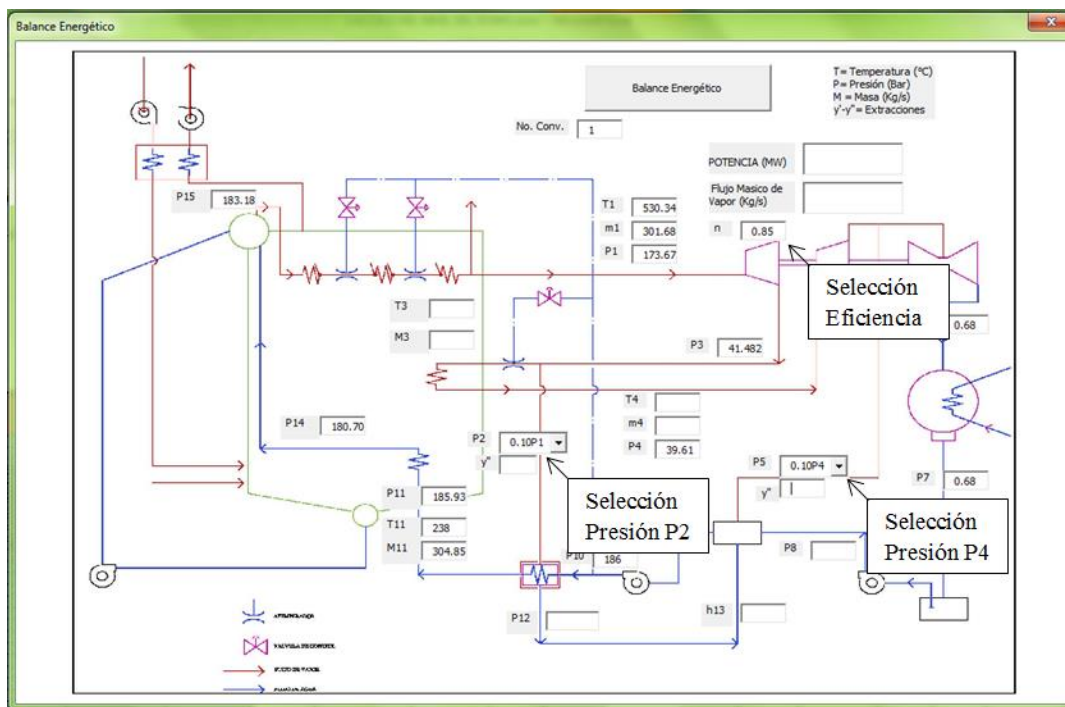 Balance Energético
Balance Energético
T= Temperatura (°C)
P= Presión (Bar)
M = Masa (Kg/s)
y'-y"= Extracciones
No. Conv. 1
POTENCIA (MW)
Flujo Masico de
Vapor (Kg/s)
P15 183.18
T1 530.34
m1 301.68
P1 173.67
n 0.85
Selección
Eficiencia
T3
M3
P3 41.482
0.68
T4
m4
P4 39.61
P14 180.70
P2 0.10P1
y"
P5 0.10P4
y"
P7 0.68
P11 185.93
T11 238
M11 304.85
Selección
Presión P2
Selección
Presión P4
P10 186
P8
P12
h13